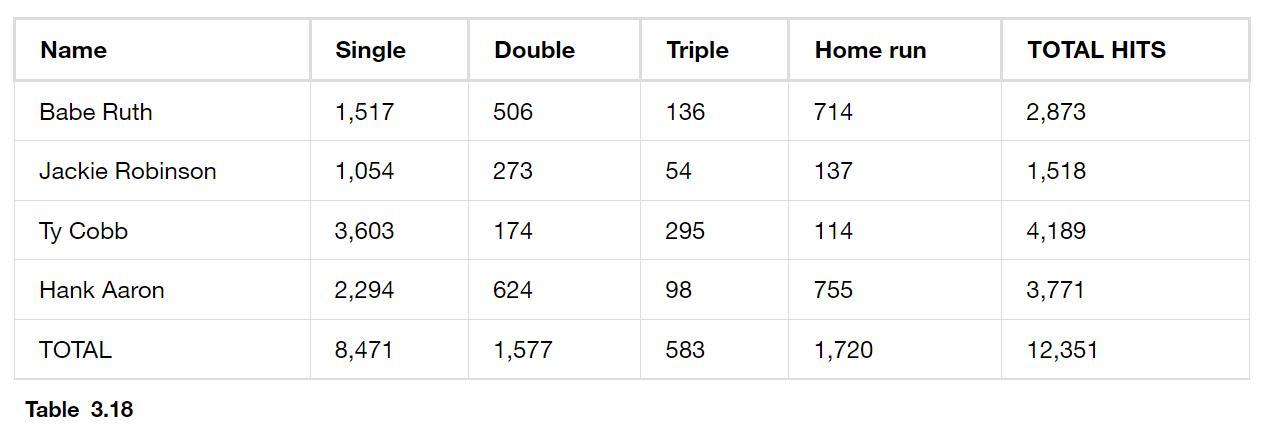 Name Single Double Triple Home run TOTAL HITS
Babe Ruth 1,517 506 136 714 2,873
Jackie Robinson 1,054 273 54 137 1,518
Ty Cobb 3,603 174 295 114 4,189
Hank Aaron 2,294 624 98 755 3,771
TOTAL 8,471 1,577 583 1,720 12,351
Table 3.18